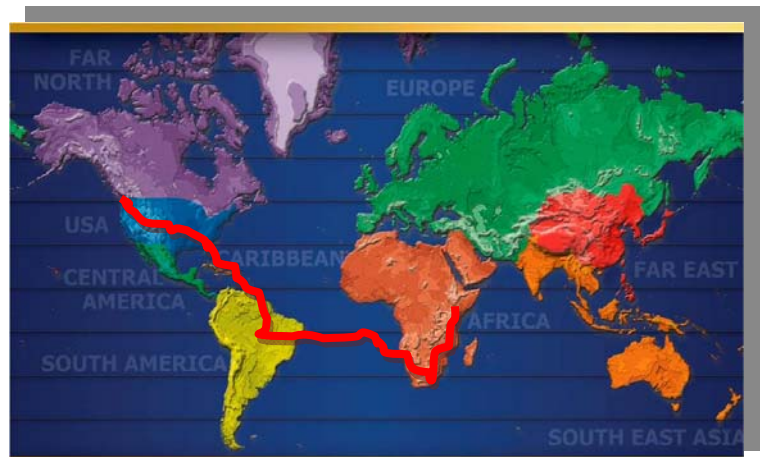 FAR
NORTH
EUROPE
USA
CARIBBEAN
CENTRAL
AMERICA
FAR EAST
AFRICA
SOUTH AMERICA
SOUTH EAST ASIA